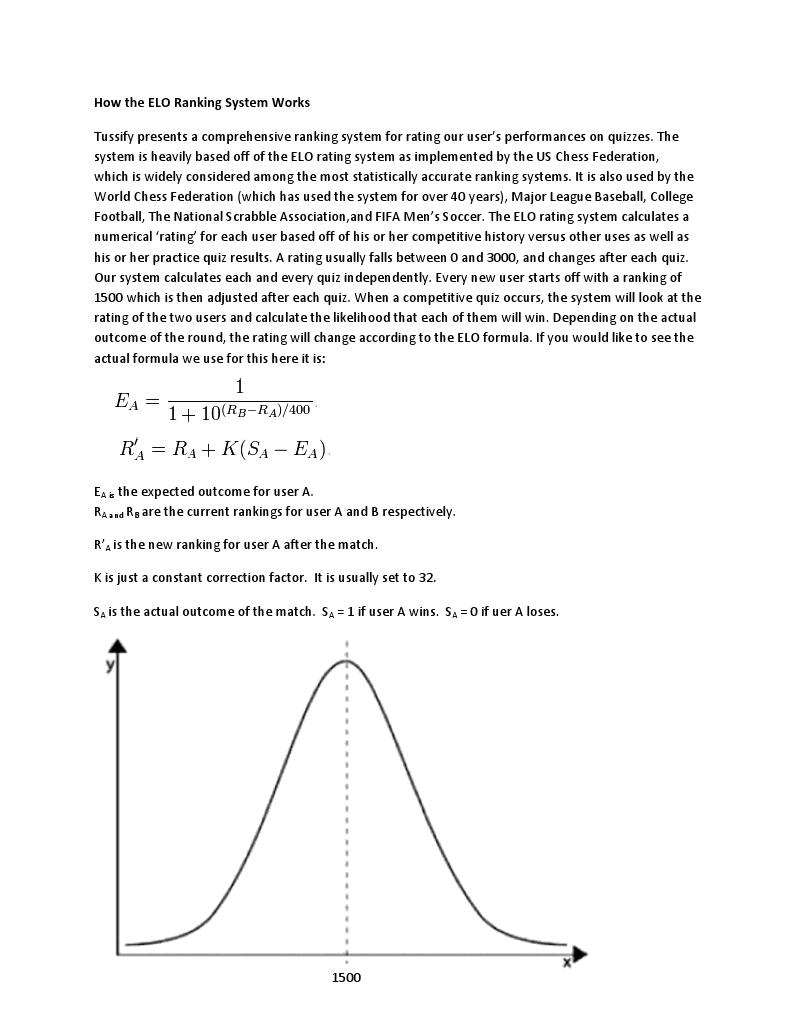 How the ELO Ranking System Works
Tussify presents a comprehensive ranking system for rating our user's performances on quizzes. The
system is heavily based off of the ELO rating system as implemented by the US Chess Federation,
which is widely considered among the most statistically accurate ranking systems. It is also used by the
World Chess Federation (which has used the system for over 40 years), Major League Baseball, College
Football, The National Scrabble Association,and FIFA Men's Soccer. The ELO rating system calculates a
numerical 'rating' for each user based off of his or her competitive history versus other uses as well as
his or her practice quiz results. A rating usually falls between 0 and 3000, and changes after each quiz.
Our system calculates each and every quiz independently. Every new user starts off with a ranking of
1500 which is then adjusted after each quiz. When a competitive quiz occurs, the system will look at the
rating of the two users and calculate the likelihood that each of them will win. Depending on the actual
outcome of the round, the rating will change according to the ELO formula. If you would like to see the
actual formula we use for this here it is:
E_A = 1 / (1 + 10^{(R_B − R_A)/400}).
R'_A = R_A + K(S_A − E_A).
E_A is the expected outcome for user A.
R_A and R_B are the current rankings for user A and B respectively.
R'_A is the new ranking for user A after the match.
K is just a constant correction factor. It is usually set to 32.
S_A is the actual outcome of the match. S_A = 1 if user A wins. S_A = 0 if uer A loses.
y
x
1500